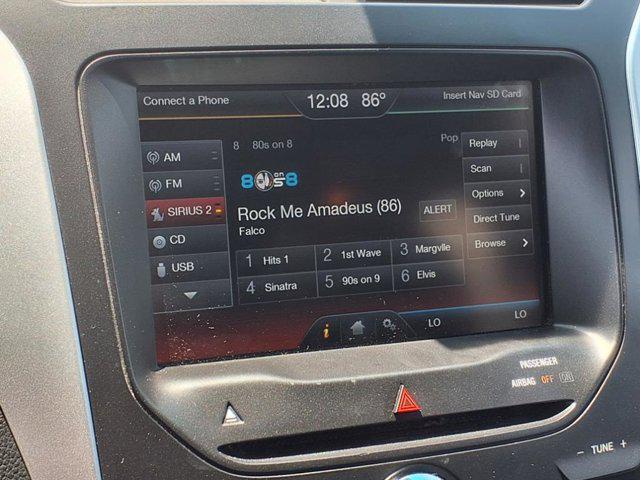 Connect a Phone
12:08 86°
Insert Nav SD Card
AM
FM
SIRIUS 2
CD
USB
8 80s on 8
Pop
80s on 8
Rock Me Amadeus (86)
Falco
ALERT
1 Hits 1
2 1st Wave
3 Margvlle
4 Sinatra
5 90s on 9
6 Elvis
Replay
Scan
Options >
Direct Tune
Browse >
i
LO
LO
PASSENGER
AIRBAG OFF ON
- TUNE +